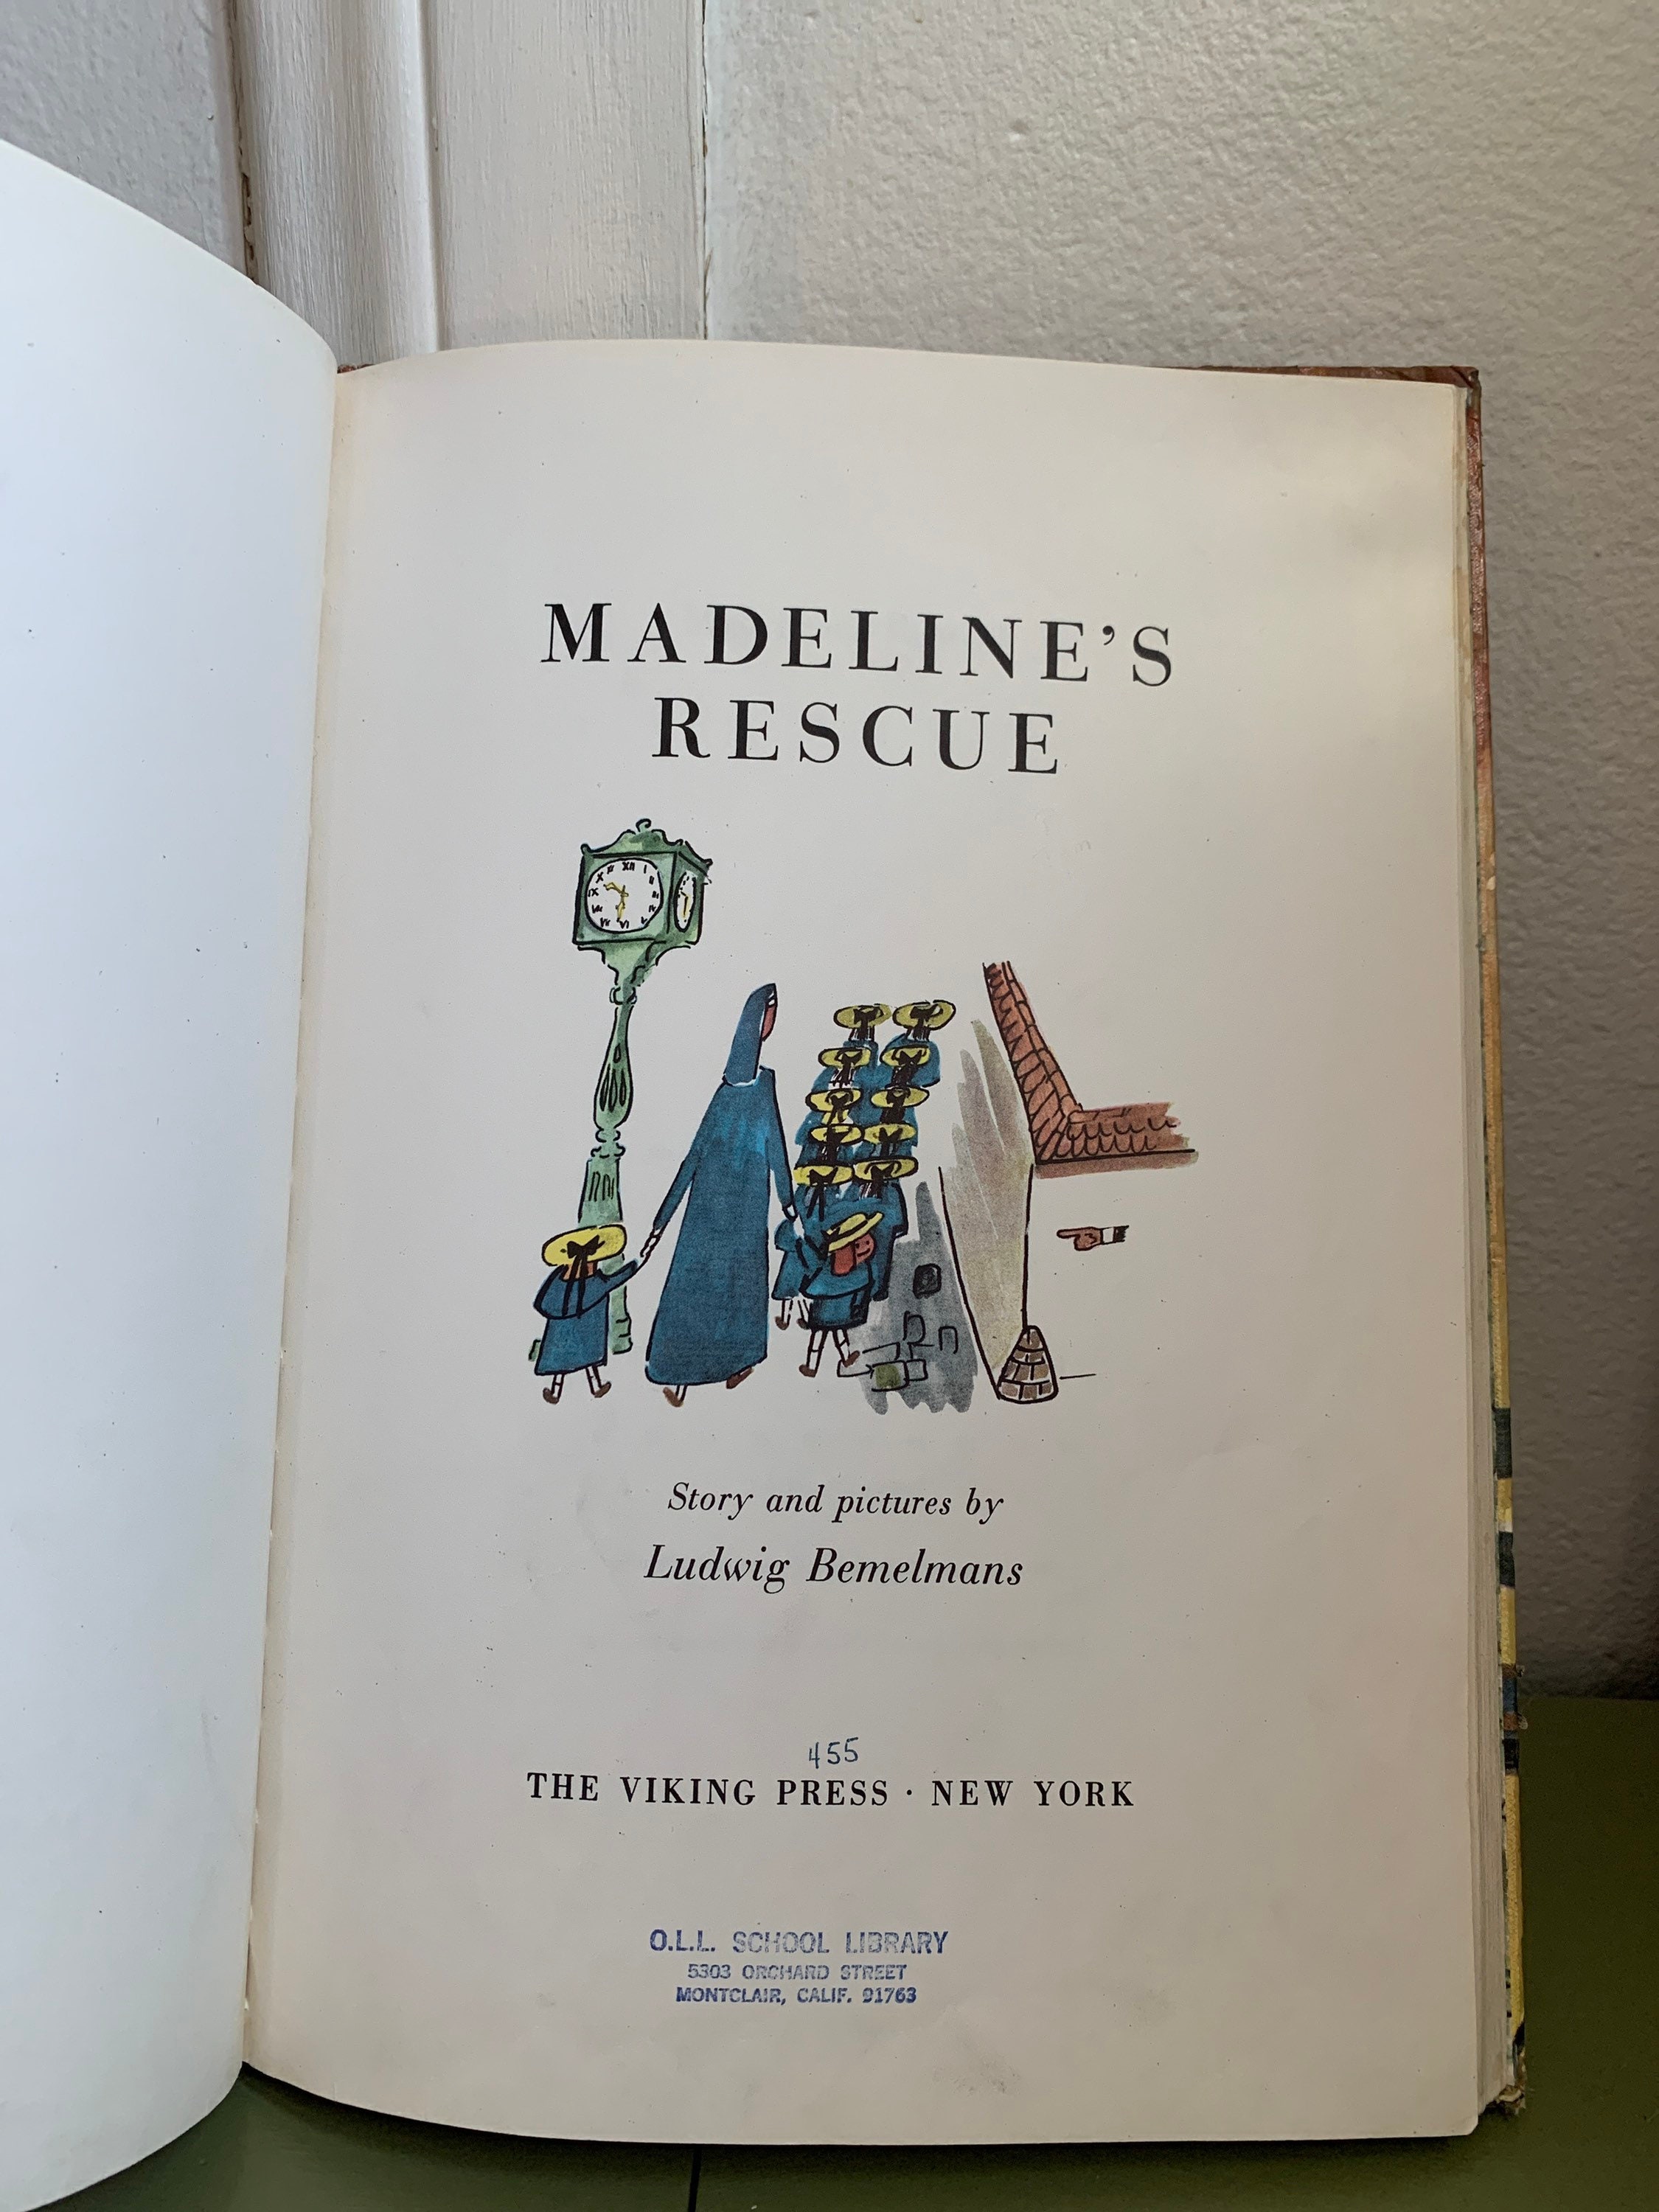 MADELINE'S
RESCUE
Story and pictures by
Ludwig Bemelmans
455
THE VIKING PRESS · NEW YORK
O.L.L. SCHOOL LIBRARY
5303 ORCHARD STREET
MONTCLAIR, CALIF. 91763